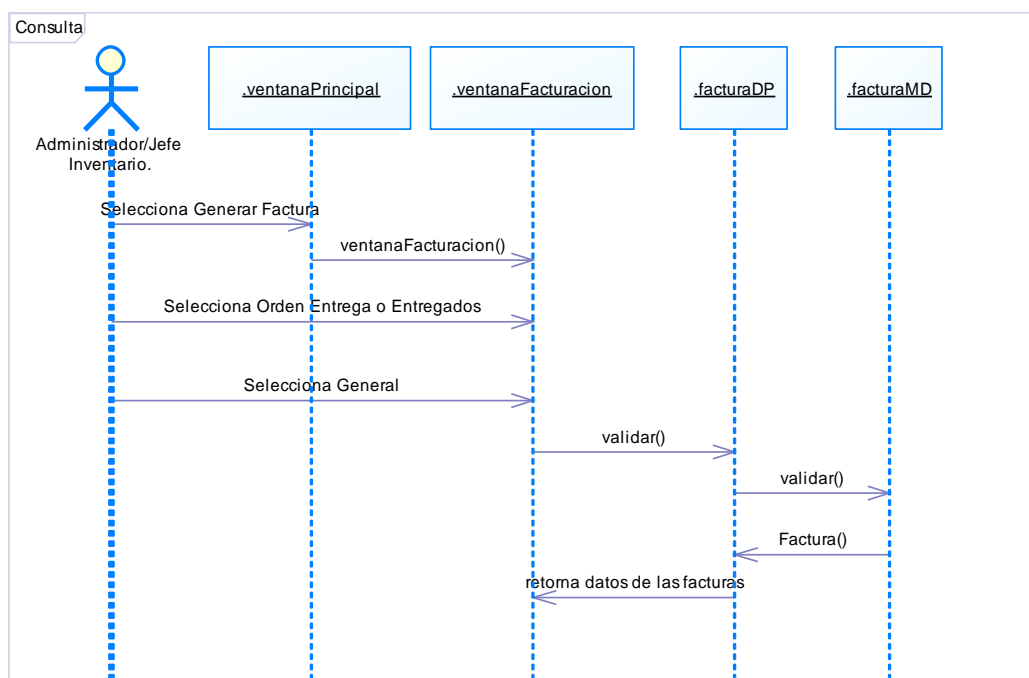 Consulta
.ventanaPrincipal
.ventanaFacturacion
.facturaDP
.facturaMD
Administrador/Jefe
Inventario.
Selecciona Generar Factura
ventanaFacturacion()
Selecciona Orden Entrega o Entregados
Selecciona General
validar()
validar()
Factura()
retorna datos de las facturas